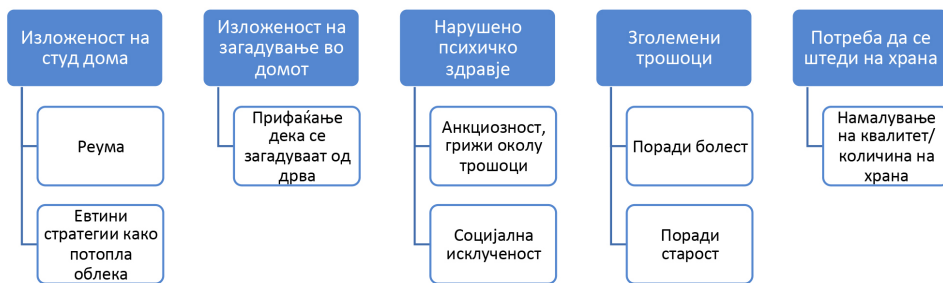 Изложеност на
студ дома
Реума
Евтини
стратегии како
потопла
облека
Изложеност на
загадување во
домот
Прифаќање
дека се
загадуваат од
дрва
Нарушено
психичко
здравје
Анкциозност,
грижи околу
трошоци
Социјална
исклученост
Зголемени
трошоци
Поради болест
Поради
старост
Потреба да се
штеди на храна
Намалување
на квалитет/
количина на
храна